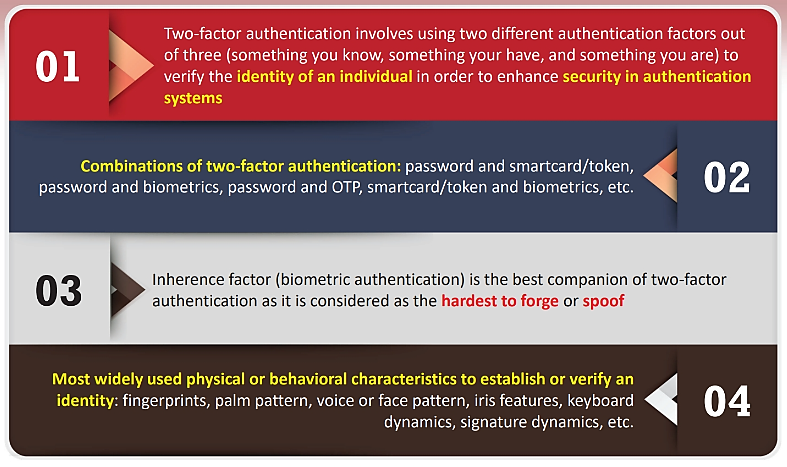 01
Two-factor authentication involves using two different authentication factors out
of three (something you know, something your have, and something you are) to
verify the identity of an individual in order to enhance security in authentication
systems
Combinations of two-factor authentication: password and smartcard/token,
password and biometrics, password and OTP, smartcard/token and biometrics, etc.
02
03
Inherence factor (biometric authentication) is the best companion of two-factor
authentication as it is considered as the hardest to forge or spoof
Most widely used physical or behavioral characteristics to establish or verify an
identity: fingerprints, palm pattern, voice or face pattern, iris features, keyboard
dynamics, signature dynamics, etc.
04